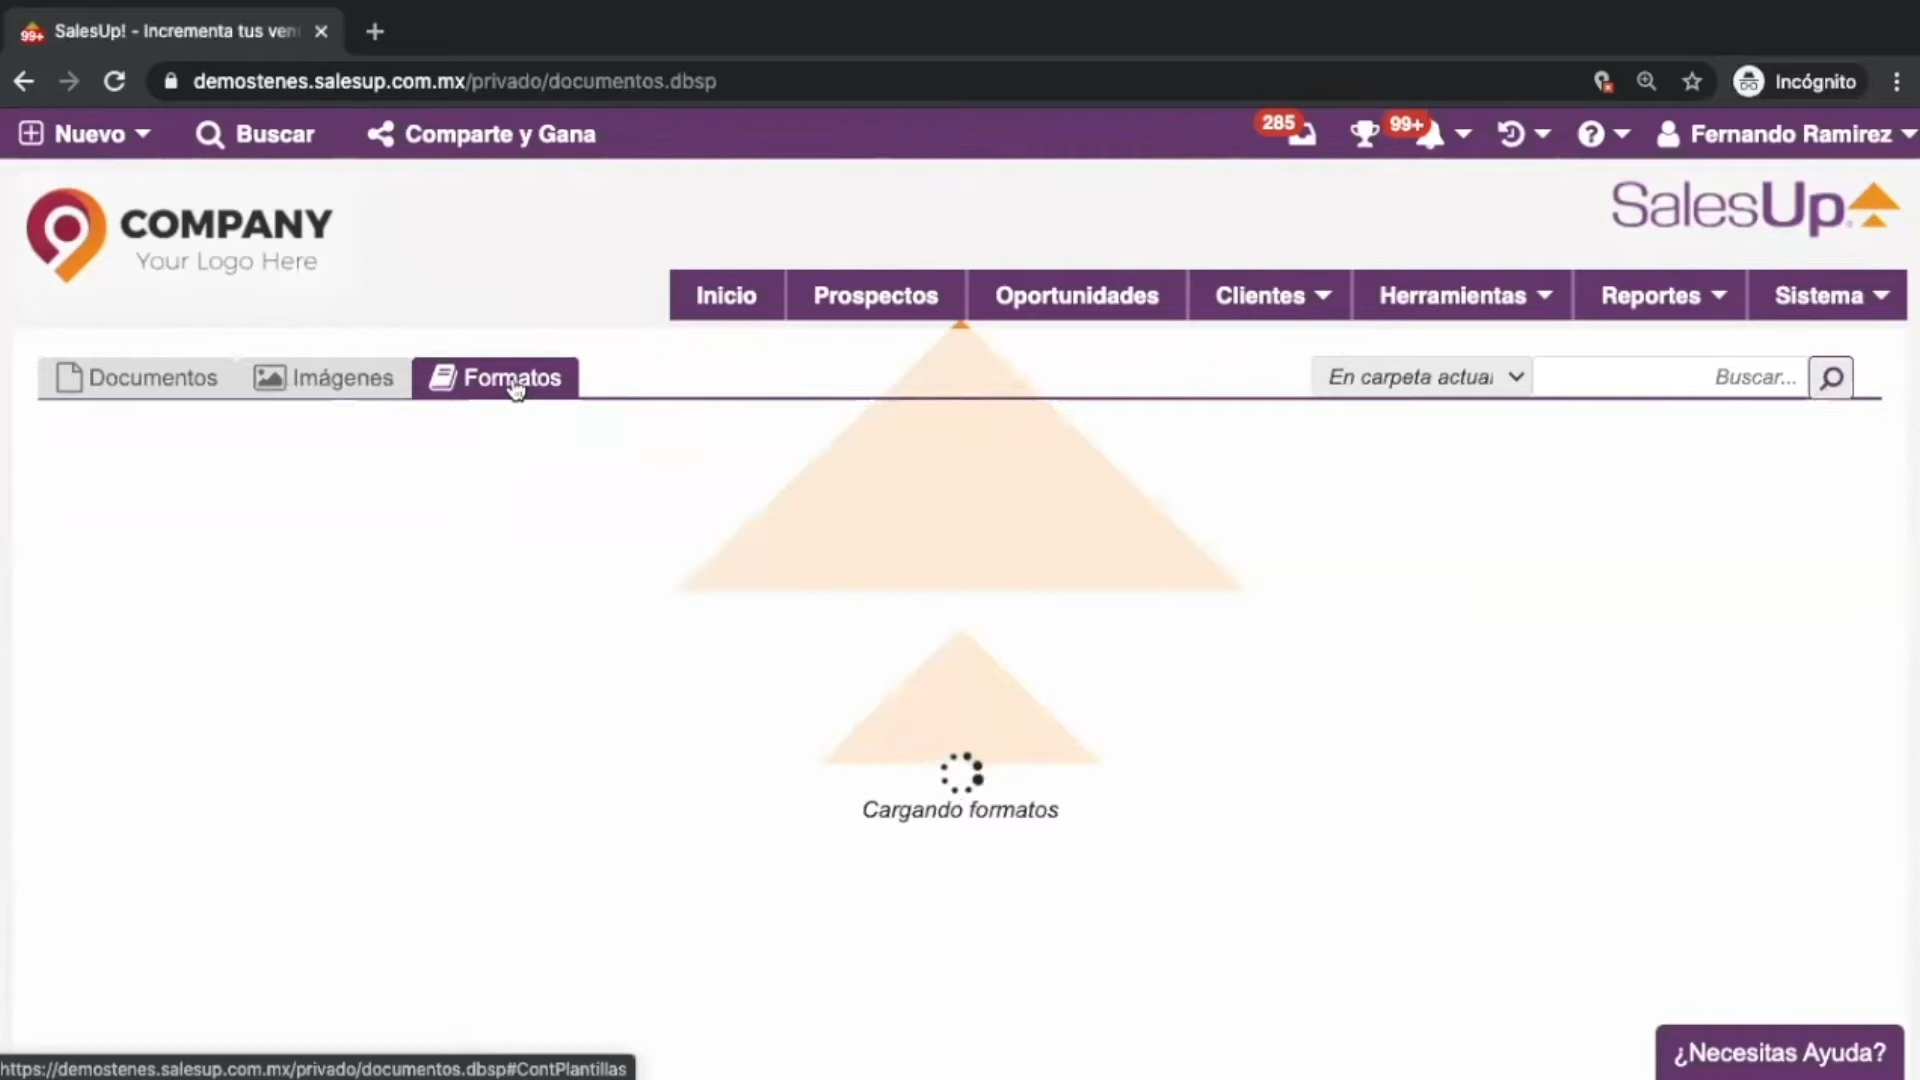 99+ SalesUp! - Incrementa tus ven
demostenes.salesup.com.mx/privado/documentos.dbsp
Incógnito
Nuevo
Buscar
Comparte y Gana
285
99+
Fernando Ramirez
COMPANY
Your Logo Here
SalesUp
Inicio
Prospectos
Oportunidades
Clientes
Herramientas
Reportes
Sistema
Documentos
Imágenes
Formatos
En carpeta actual
Buscar...
Cargando formatos
¿Necesitas Ayuda?
https://demostenes.salesup.com.mx/privado/documentos.dbsp#ContPlantillas